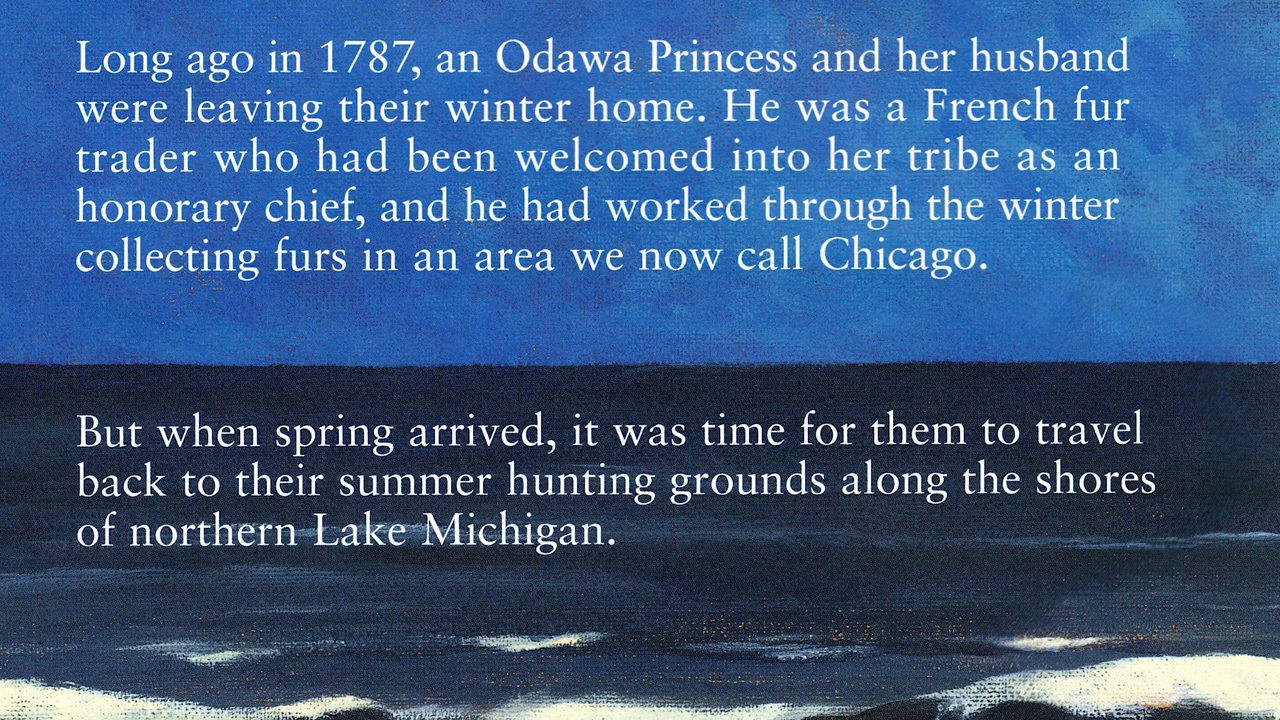 Long ago in 1787, an Odawa Princess and her husband
were leaving their winter home. He was a French fur
trader who had been welcomed into her tribe as an
honorary chief, and he had worked through the winter
collecting furs in an area we now call Chicago.
But when spring arrived, it was time for them to travel
back to their summer hunting grounds along the shores
of northern Lake Michigan.